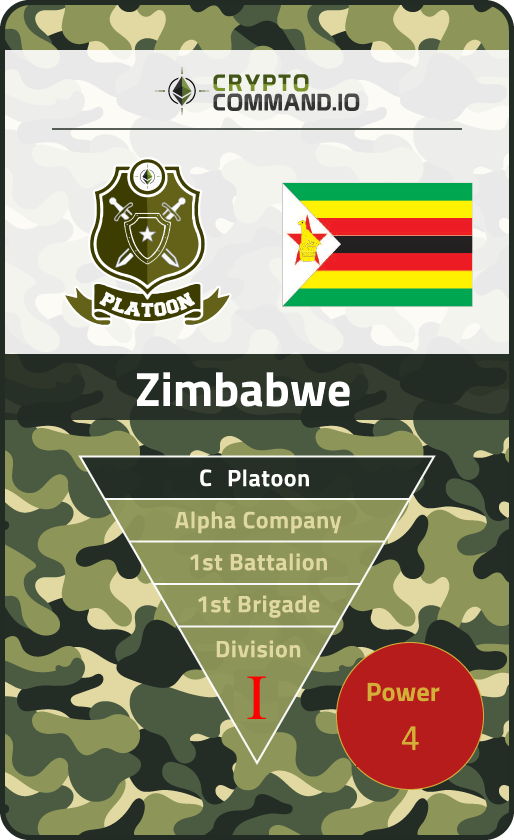 CRYPTO
COMMAND.IO
PLATOON
Zimbabwe
C Platoon
Alpha Company
1st Battalion
1st Brigade
Division
I
Power
4